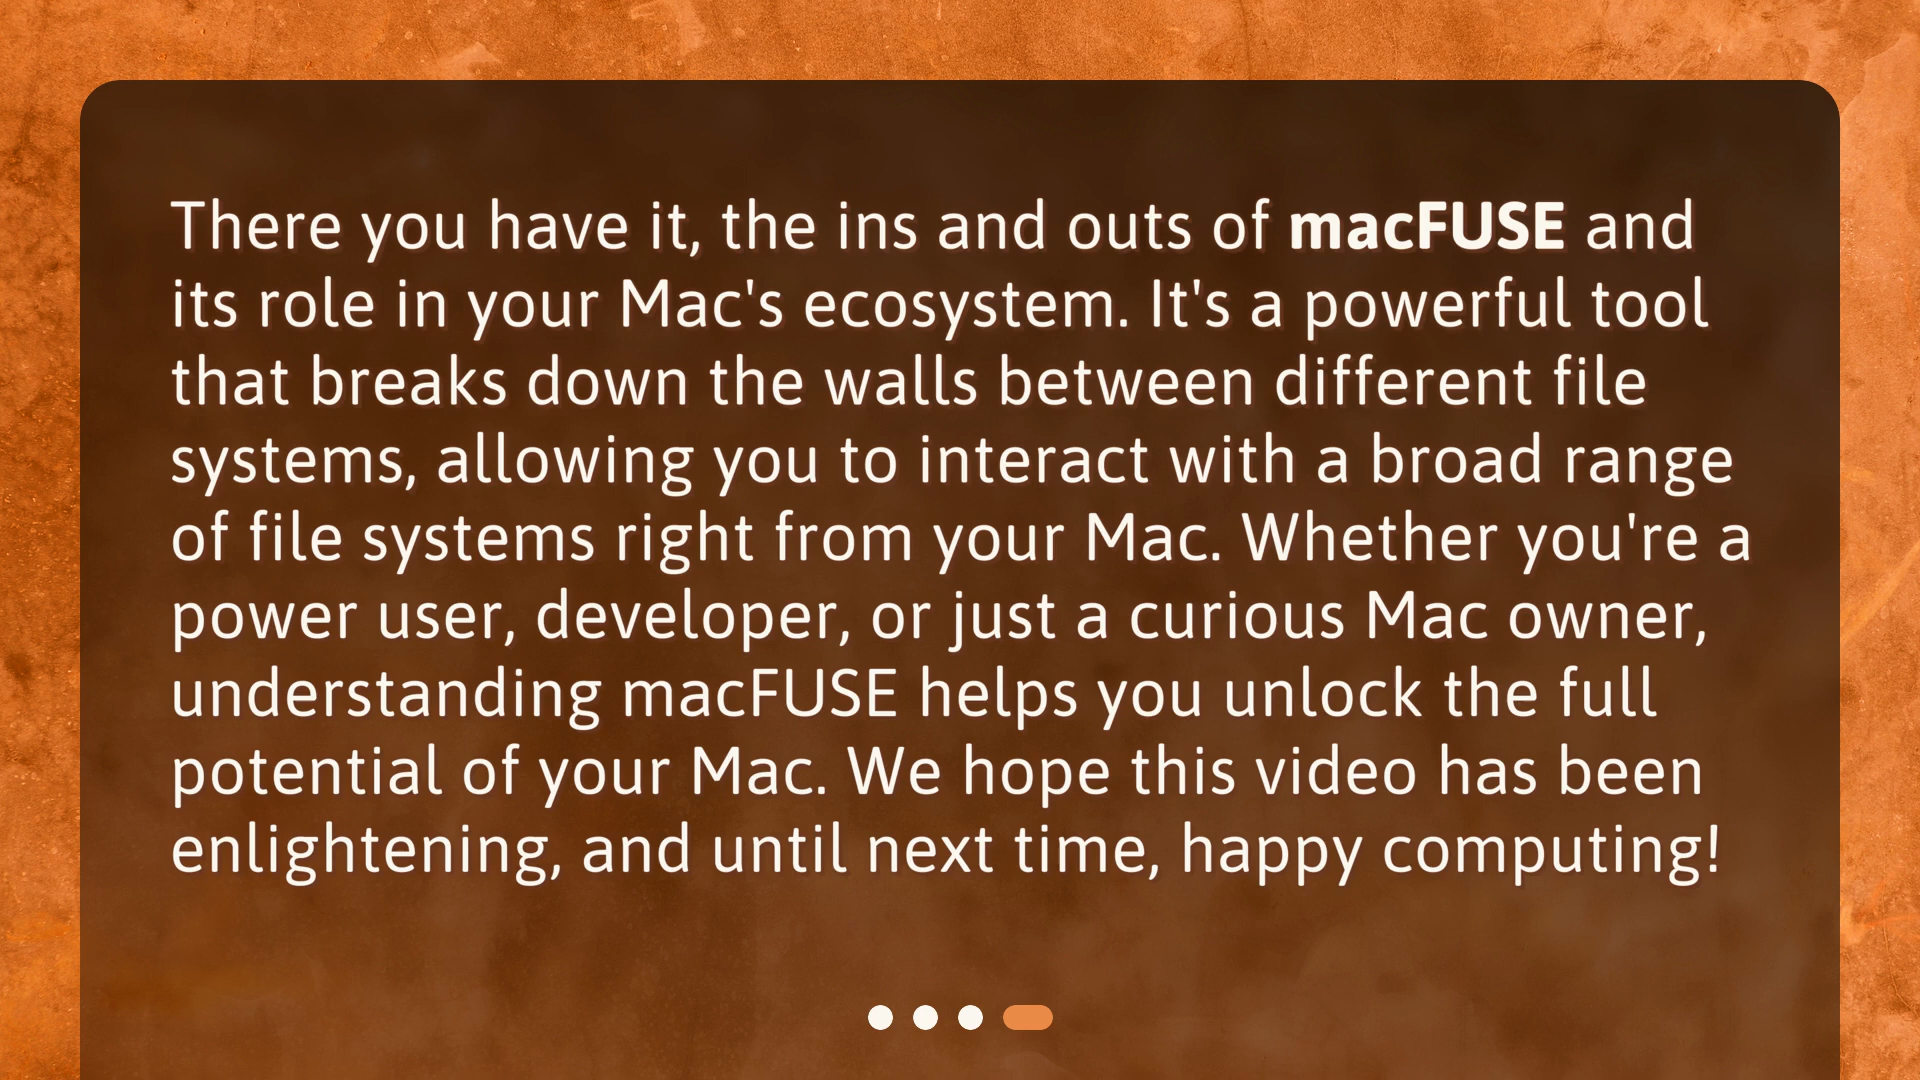 There you have it, the ins and outs of macFUSE and
its role in your Mac's ecosystem. It's a powerful tool
that breaks down the walls between different file
systems, allowing you to interact with a broad range
of file systems right from your Mac. Whether you're a
power user, developer, or just a curious Mac owner,
understanding macFUSE helps you unlock the full
potential of your Mac. We hope this video has been
enlightening, and until next time, happy computing!